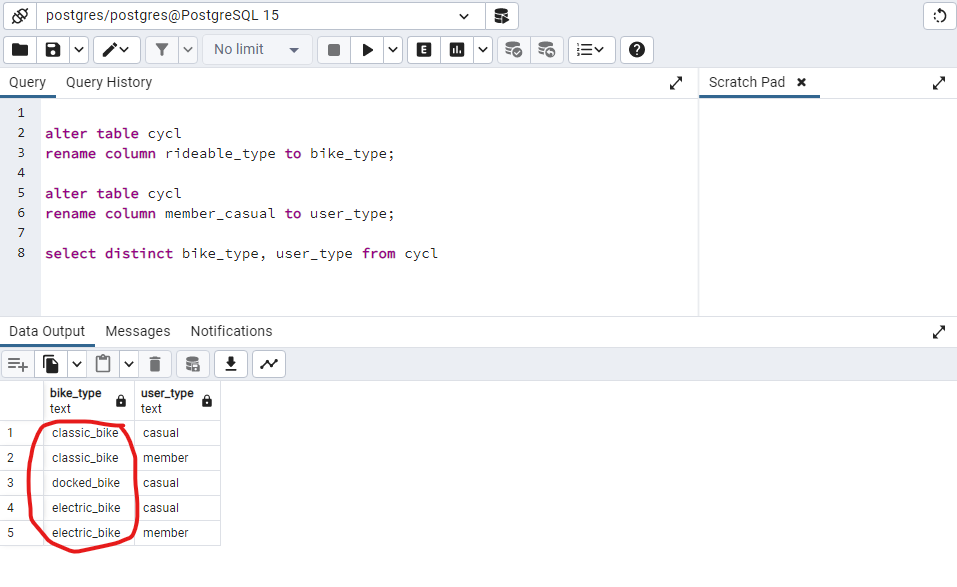 postgres/postgres@PostgreSQL 15
No limit
E
Query Query History
Scratch Pad
1
2 alter table cycl
3 rename column rideable_type to bike_type;
4
5 alter table cycl
6 rename column member_casual to user_type;
7
8 select distinct bike_type, user_type from cycl
Data Output Messages Notifications
bike_type user_type
text text
1 classic_bike casual
2 classic_bike member
3 docked_bike casual
4 electric_bike casual
5 electric_bike member